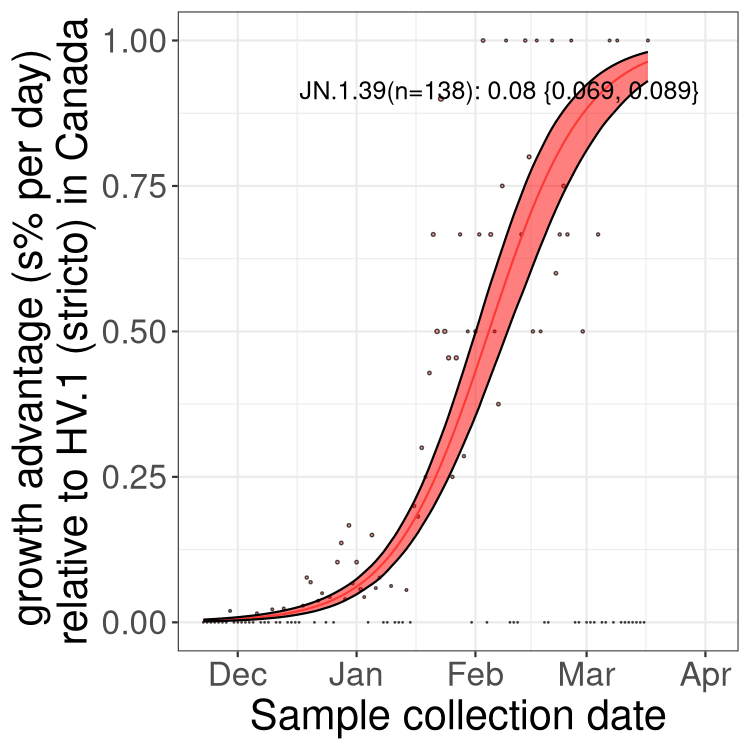 growth advantage (s% per day)
relative to HV.1 (stricto) in Canada
1.00
0.75
0.50
0.25
0.00
JN.1.39(n=138): 0.08 {0.069, 0.089}
Dec Jan Feb Mar Apr
Sample collection date